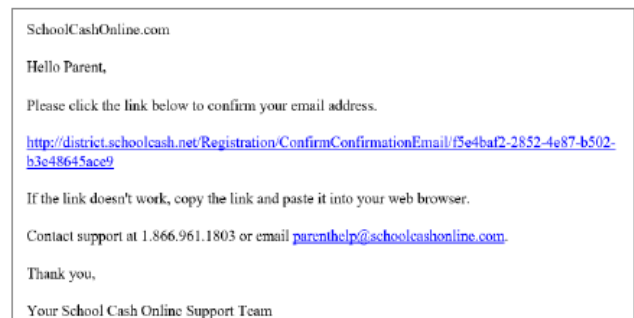 SchoolCashOnline.com
Hello Parent,
Please click the link below to confirm your email address.
http://district.schoolcash.net/Registration/ConfirmConfirmationEmail/f5e4baf2-2852-4e87-b502-
b3e48645ace9
If the link doesn't work, copy the link and paste it into your web browser.
Contact support at 1.866.961.1803 or email parenthelp@schoolcashonline.com.
Thank you,
Your School Cash Online Support Team